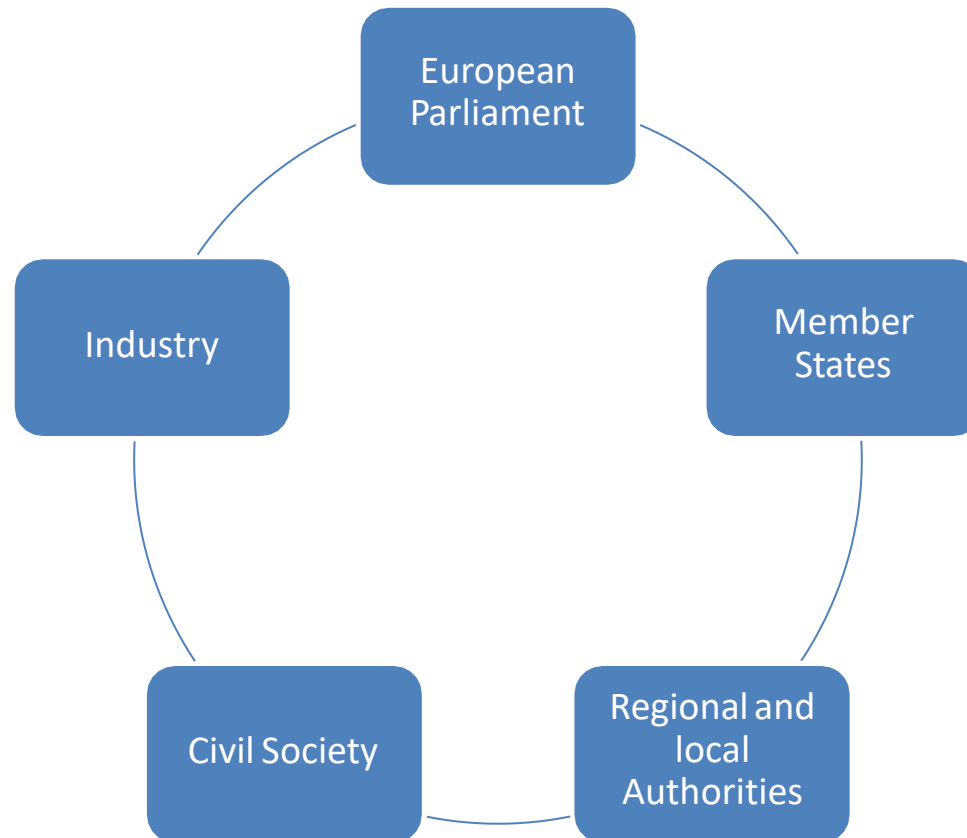 European
Parliament
Industry
Member
States
Civil Society
Regional and
local
Authorities